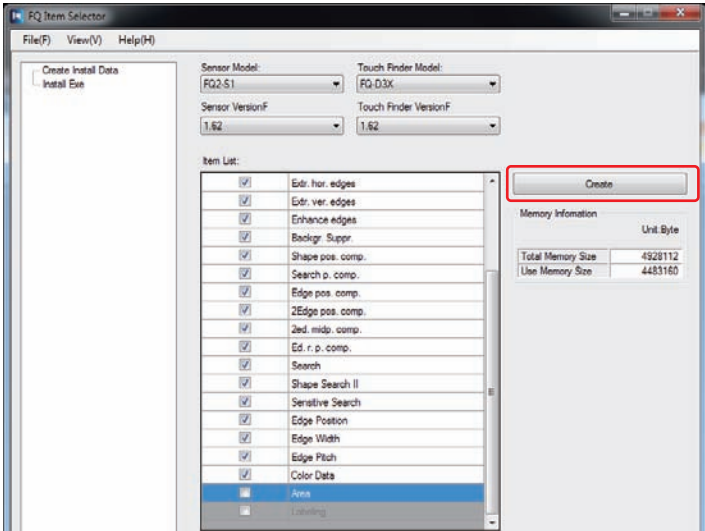 FQ Item Selector
File(F) View(V) Help(H)
Create Install Data
Install Exe
Sensor Model: Touch Finder Model:
FQ2-S1 FQ-D3X
Sensor VersionF Touch Finder VersionF
1.62 1.62
Item List:
Extr. hor. edges
Extr. ver. edges
Enhance edges
Backgr. Suppr.
Shape pos. comp.
Search p. comp.
Edge pos. comp.
2Edge pos. comp.
2ed. midp. comp.
Ed. r. p. comp.
Search
Shape Search II
Sensitive Search
Edge Position
Edge Width
Edge Pitch
Color Data
Area
Labeling
Create
Memory Infomation
Unit:Byte
Total Memory Size 4928112
Use Memory Size 4483160